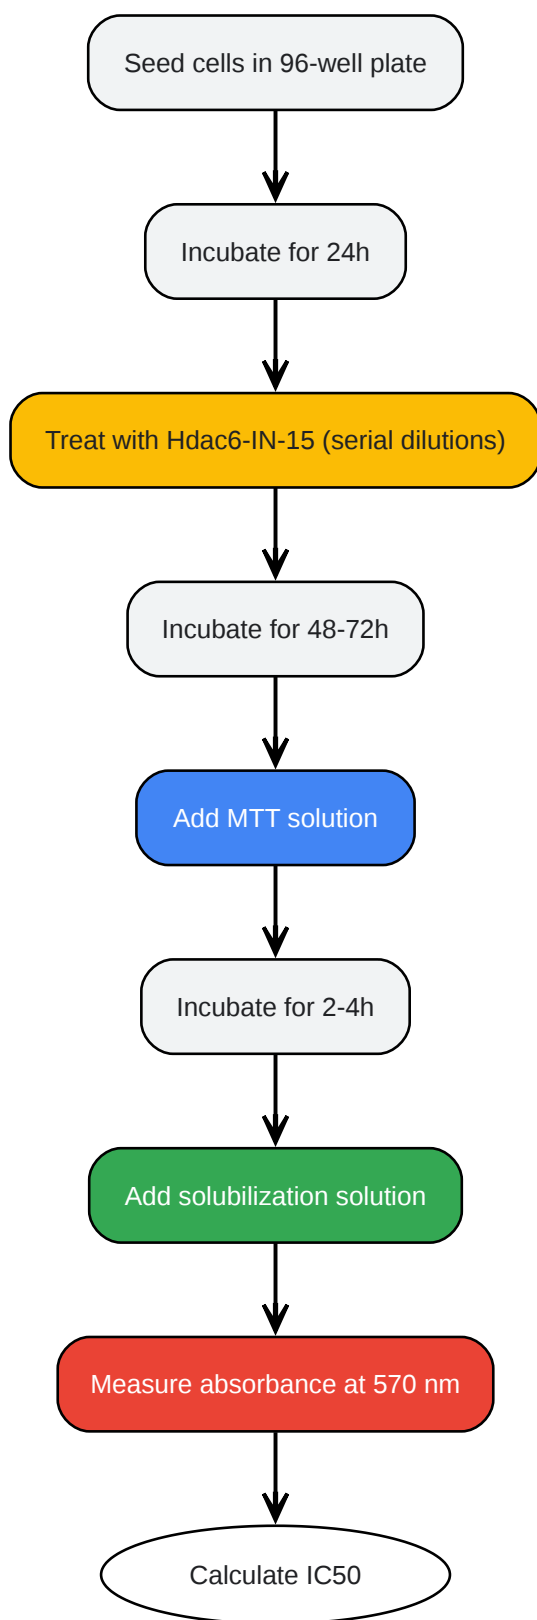 Seed cells in 96-well plate
Incubate for 24h
Treat with Hdac6-IN-15 (serial dilutions)
Incubate for 48-72h
Add MTT solution
Incubate for 2-4h
Add solubilization solution
Measure absorbance at 570 nm
Calculate IC50